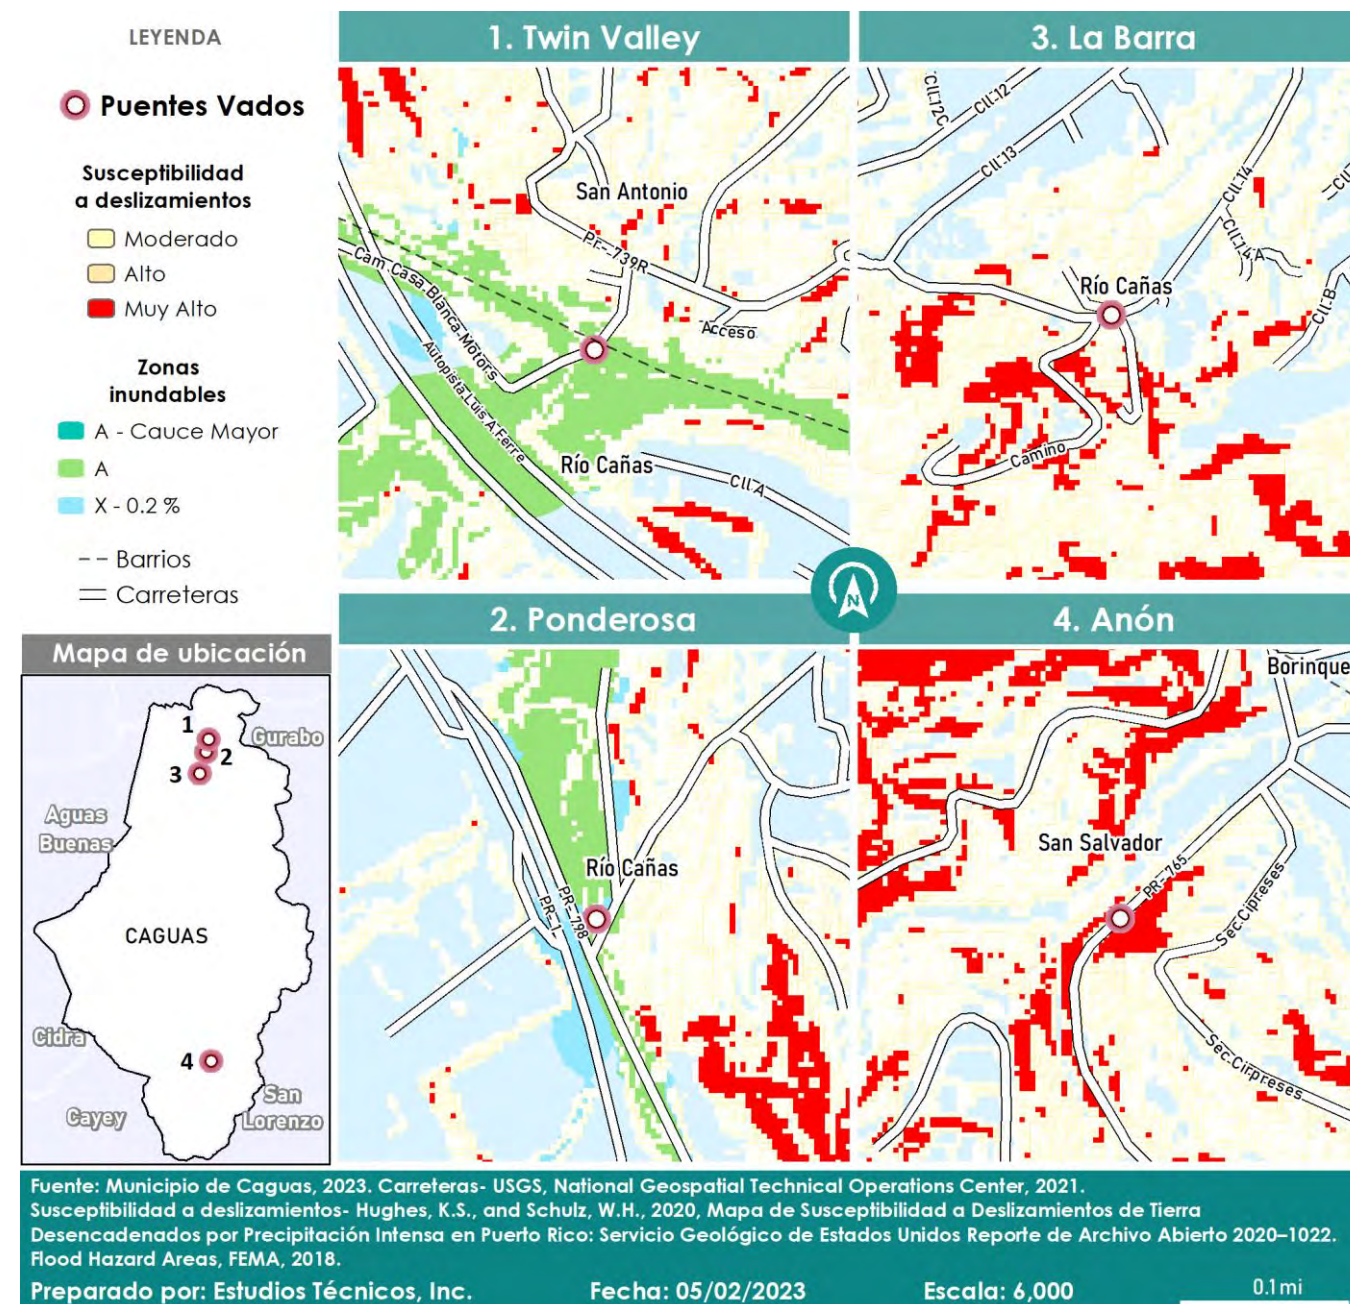 LEYENDA
Puentes Vados
Susceptibilidad
a deslizamientos
Moderado
Alto
Muy Alto
Zonas
inundables
A - Cauce Mayor
A
X - 0.2 %
Barrios
Carreteras
Mapa de ubicación
1
2
3
4
Gurabo
Aguas
Buenas
CAGUAS
Cidra
Cayey
San
Lorenzo
1. Twin Valley
San Antonio
Pr- 739R
Cam.Casa.Blanca.Motors
Autopista.Luis.A.Ferre
Acceso
Río Cañas
Cll.A
3. La Barra
Cll.12C
Cll.12
Cll.13
Cll.14
Cll.14.A
Río Cañas
Cll.B
Camino
N
2. Ponderosa
Río Cañas
PR- 798
PR- 1
4. Anón
Borinque
San Salvador
PR- 765
Sec.Cipreses
Sec.Cirpreses
Fuente: Municipio de Caguas, 2023. Carreteras- USGS, National Geospatial Technical Operations Center, 2021.
Susceptibilidad a deslizamientos- Hughes, K.S., and Schulz, W.H., 2020, Mapa de Susceptibilidad a Deslizamientos de Tierra
Desencadenados por Precipitación Intensa en Puerto Rico: Servicio Geológico de Estados Unidos Reporte de Archivo Abierto 2020–1022.
Flood Hazard Areas, FEMA, 2018.
Preparado por: Estudios Técnicos, Inc. Fecha: 05/02/2023 Escala: 6,000 0.1 mi